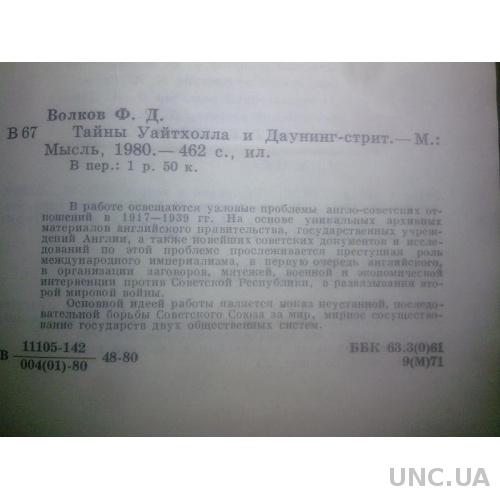 Волков Ф. Д.
В 67 Тайны Уайтхолла и Даунинг-стрит.— М.:
Мысль, 1980.— 462 с., ил.
В пер.: 1 р. 50 к.
В работе освещаются узловые проблемы англо-советских от-
ношений в 1917—1939 гг. На основе уникальных архивных
материалов английского правительства, государственных учреж-
дений Англии, а также новейших советских документов и иссле-
дований по этой проблеме прослеживается преступная роль
международного империализма, в первую очередь английского,
в организации заговоров, мятежей, военной и экономической
интервенции против Советской Республики, в развязывании вто-
рой мировой войны.
Основной идеей работы является показ неустанной, последо-
вательной борьбы Советского Союза за мир, мирное сосущество-
вание государств двух общественных систем.
В 11105-142 48-80 ББК 63.3(0)61
004(01)-80 9(М)71
UNC.UA